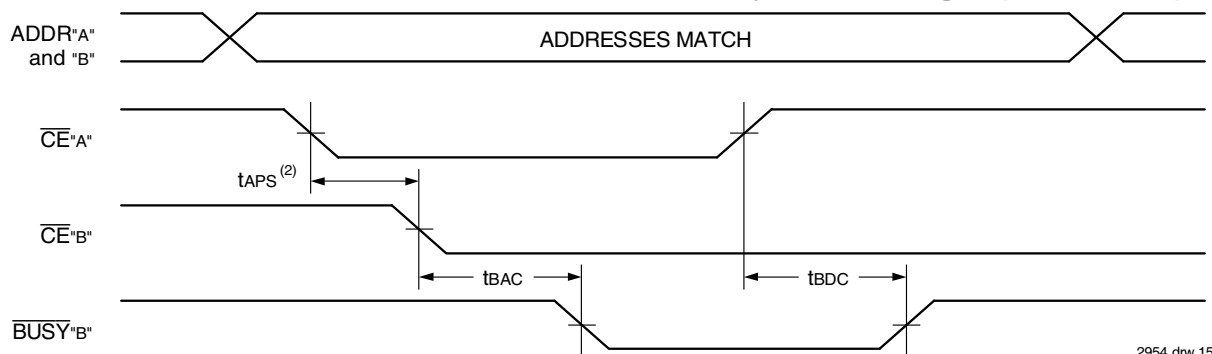 ADDR"A"
and "B"
ADDRESSES MATCH
CE"A"
tAPS (2)
CE"B"
tBAC
tBDC
BUSY"B"
2954 drw 15